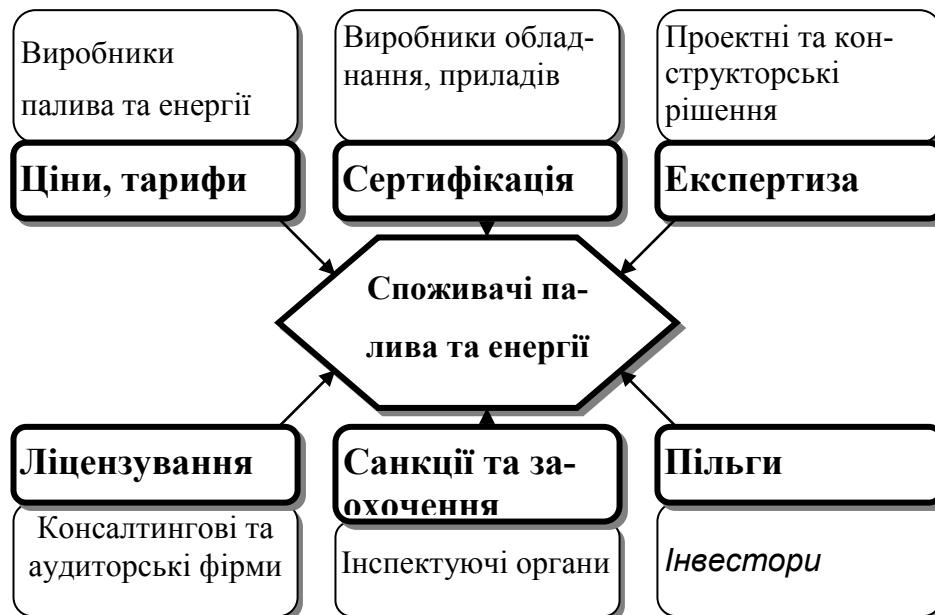 Виробники
палива та енергії
Ціни, тарифи
Виробники облад-
нання, приладів
Сертифікація
Проектні та кон-
структорські
рішення
Експертиза
Споживачі па-
лива та енергії
Ліцензування
Консалтингові та
аудиторські фірми
Санкції та за-
охочення
Інспектуючі органи
Пільги
Інвестори